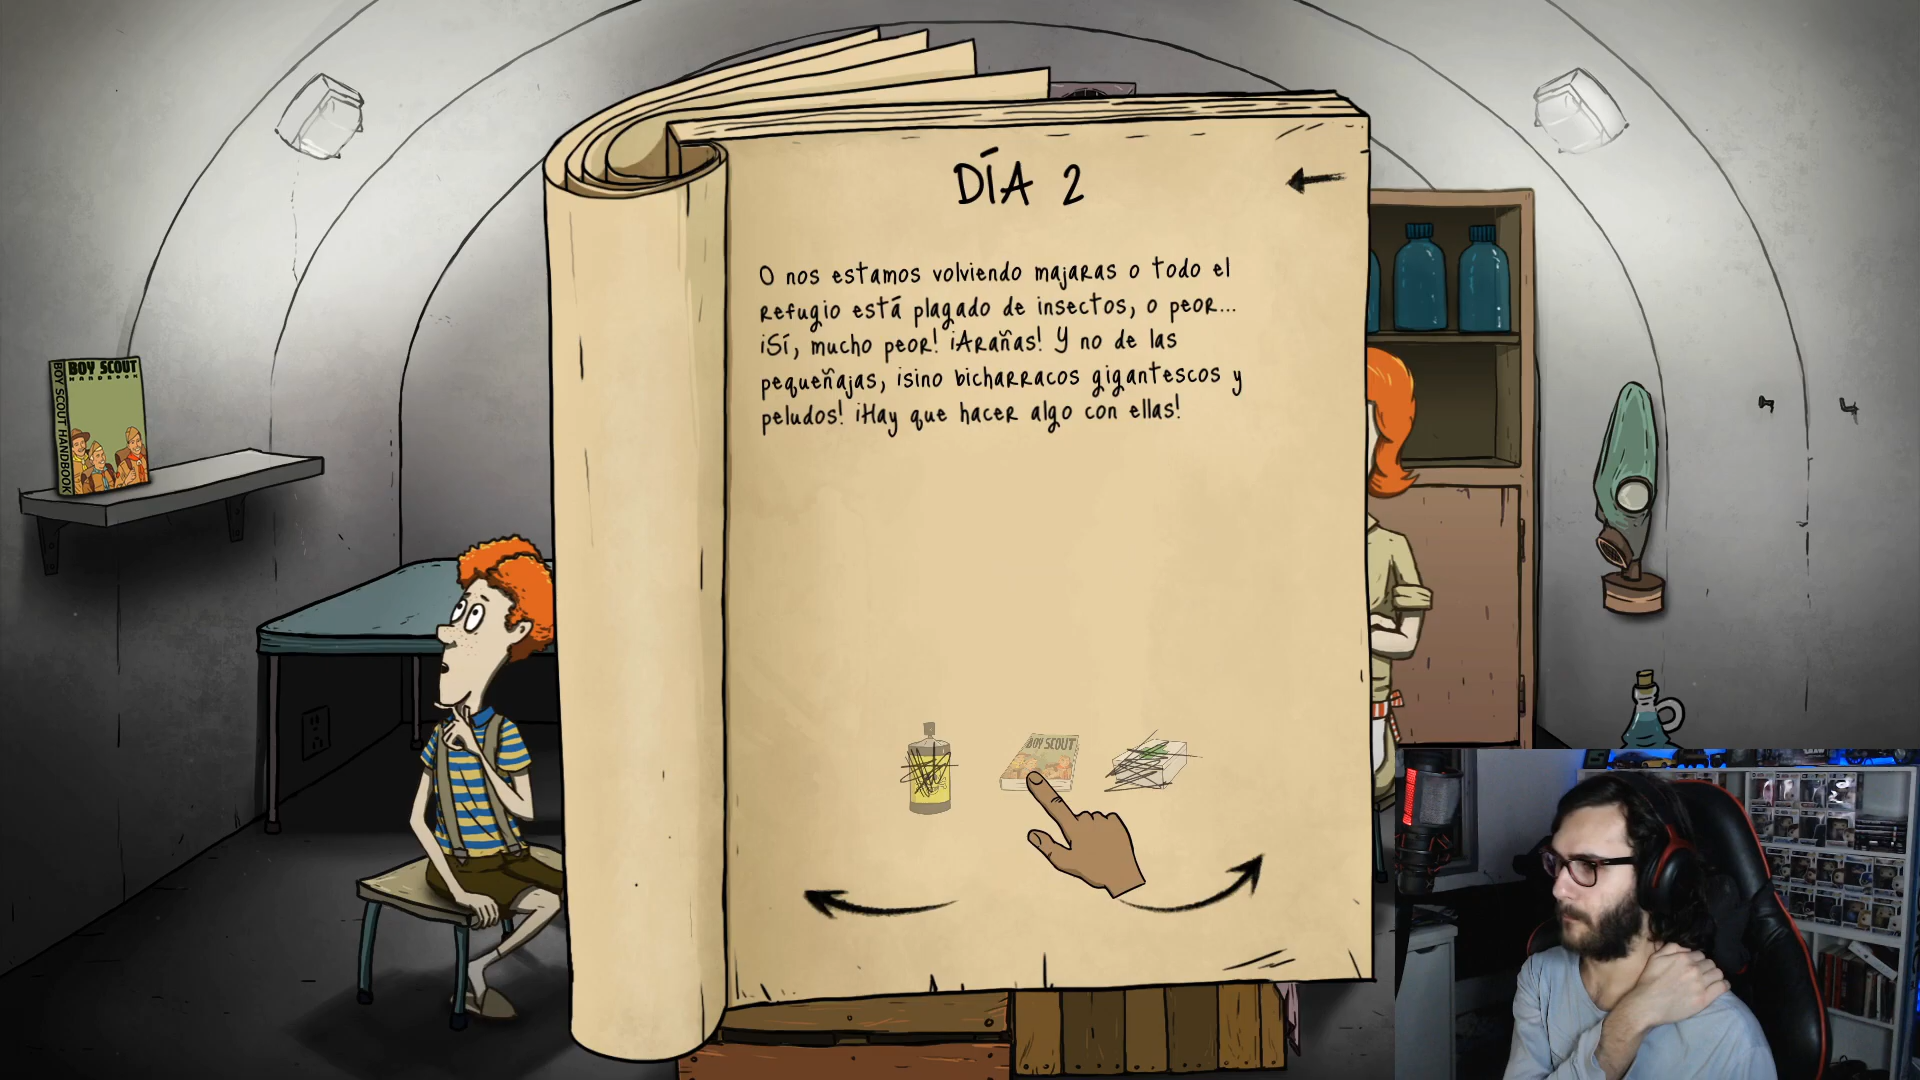 DÍA 2
O nos estamos volviendo majaras o todo el
refugio está plagado de insectos, o peor...
¡Sí, mucho peor! ¡Arañas! Y no de las
pequeñajas, ¡sino bicharracos gigantescos y
peludos! ¡Hay que hacer algo con ellas!
BOY SCOUT
HANDBOOK
BOY SCOUT HANDBOOK
BOY SCOUT